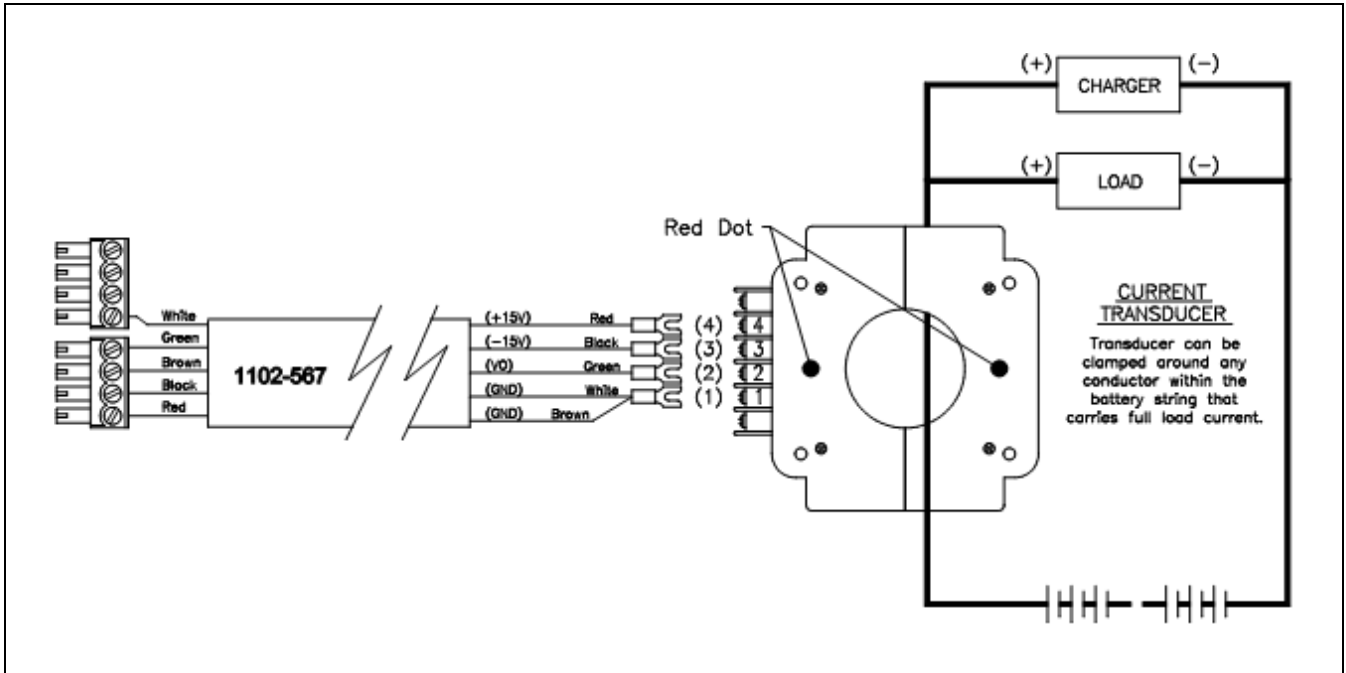 (+) CHARGER (-)
(+) LOAD (-)
Red Dot
CURRENT
TRANSDUCER
Transducer can be
clamped around any
conductor within the
battery string that
carries full load current.
White
Green
Brown
Black
Red
1102-567
(+15V) Red (4) 4
(-15V) Black (3) 3
(VO) Green (2) 2
(GND) White (1) 1
(GND) Brown